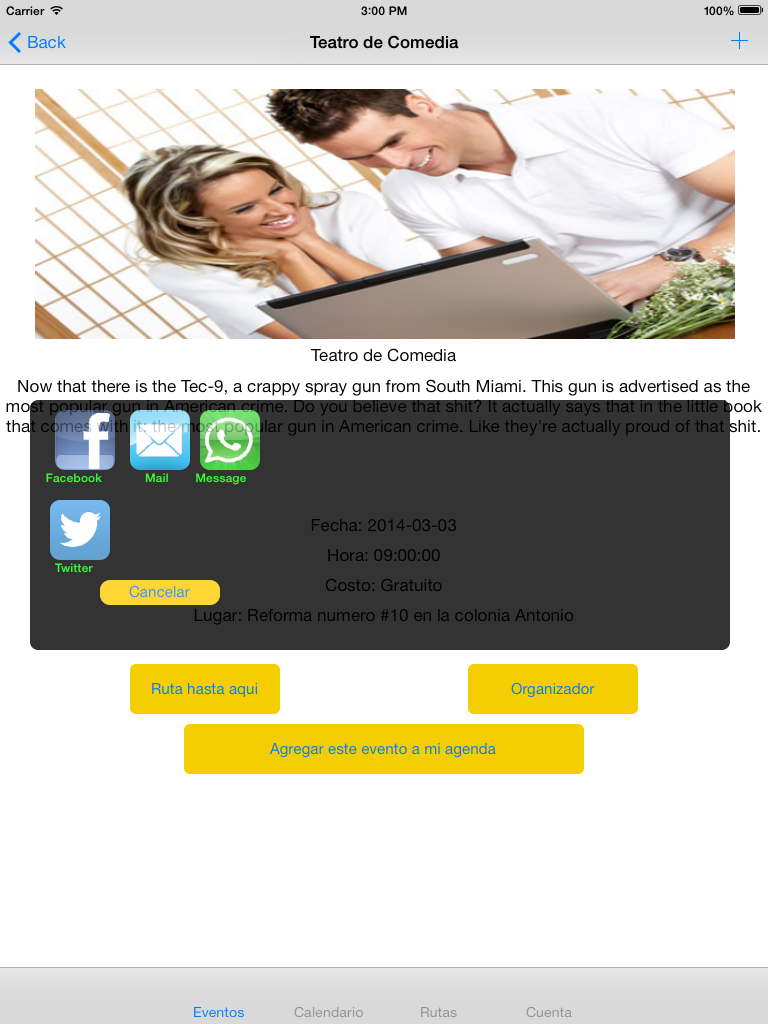 Carrier 3:00 PM 100%
Back Teatro de Comedia
Teatro de Comedia
Now that there is the Tec-9, a crappy spray gun from South Miami. This gun is advertised as the
most popular gun in American crime. Do you believe that shit? It actually says that in the little book
that comes with it: the most popular gun in American crime. Like they're actually proud of that shit.
Facebook Mail Message
Fecha: 2014-03-03
Hora: 09:00:00
Twitter
Costo: Gratuito
Cancelar
Lugar: Reforma numero #10 en la colonia Antonio
Ruta hasta aqui Organizador
Agregar este evento a mi agenda
Eventos Calendario Rutas Cuenta